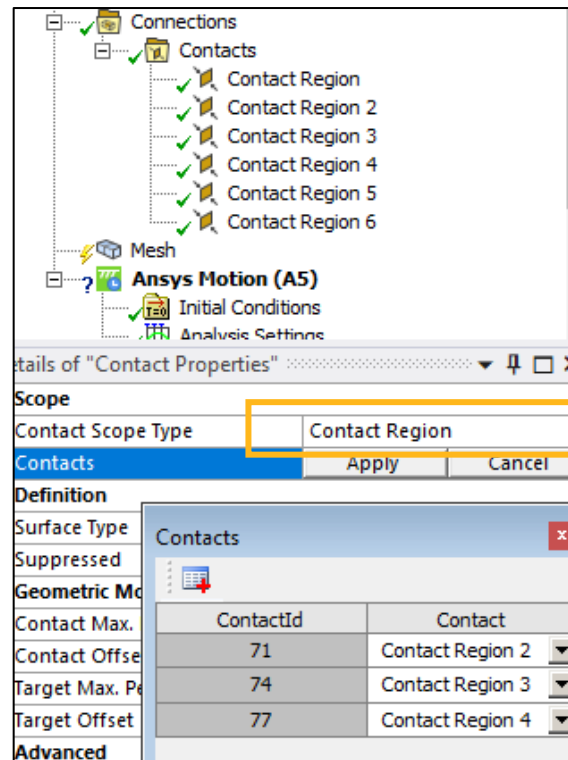 Connections
Contacts
Contact Region
Contact Region 2
Contact Region 3
Contact Region 4
Contact Region 5
Contact Region 6
Mesh
? Ansys Motion (A5)
T=0 Initial Conditions
Analysis Settings
etails of "Contact Properties"
Scope
Contact Scope Type Contact Region
Contacts Apply Cancel
Definition
Surface Type
Suppressed
Geometric Mo
Contact Max.
Contact Offse
Target Max. Pe
Target Offset
Advanced
Contacts
x
ContactId Contact
71 Contact Region 2
74 Contact Region 3
77 Contact Region 4